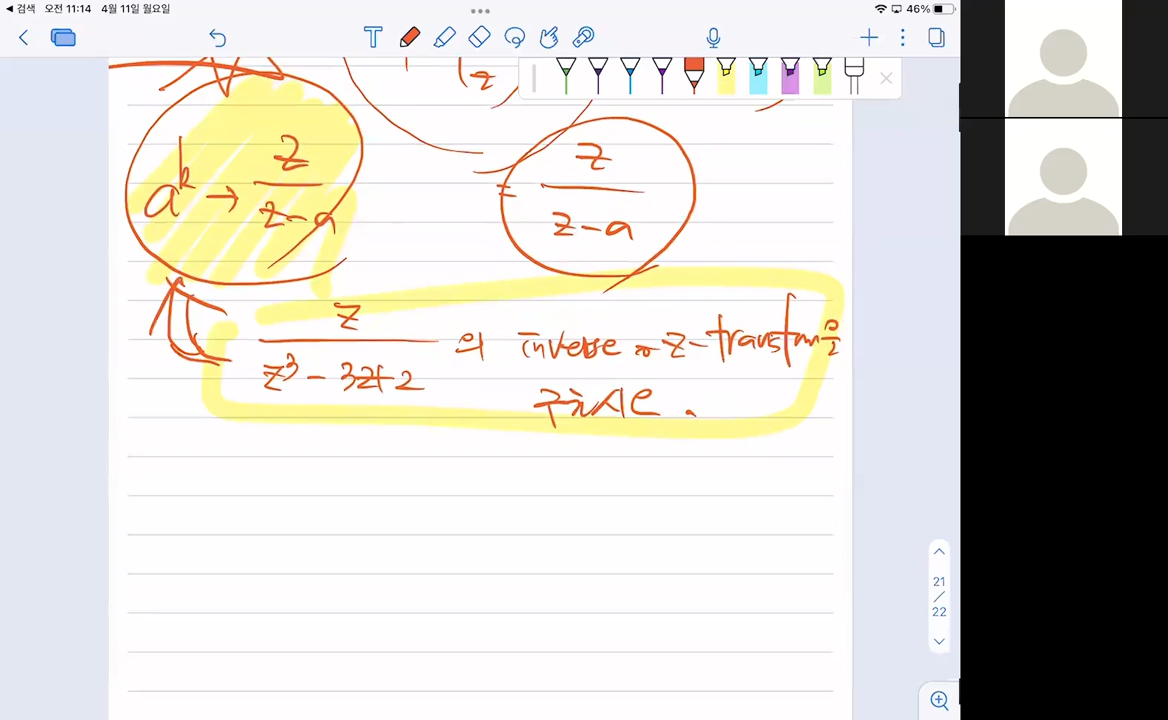 검색 오전 11:14 4월 11일 월요일 46%
a^k → z/(z-a)
= z/(z-a)
z/(z³ - 3z + 2) 의 inverse z-transform을
구하시오.
21
/
22